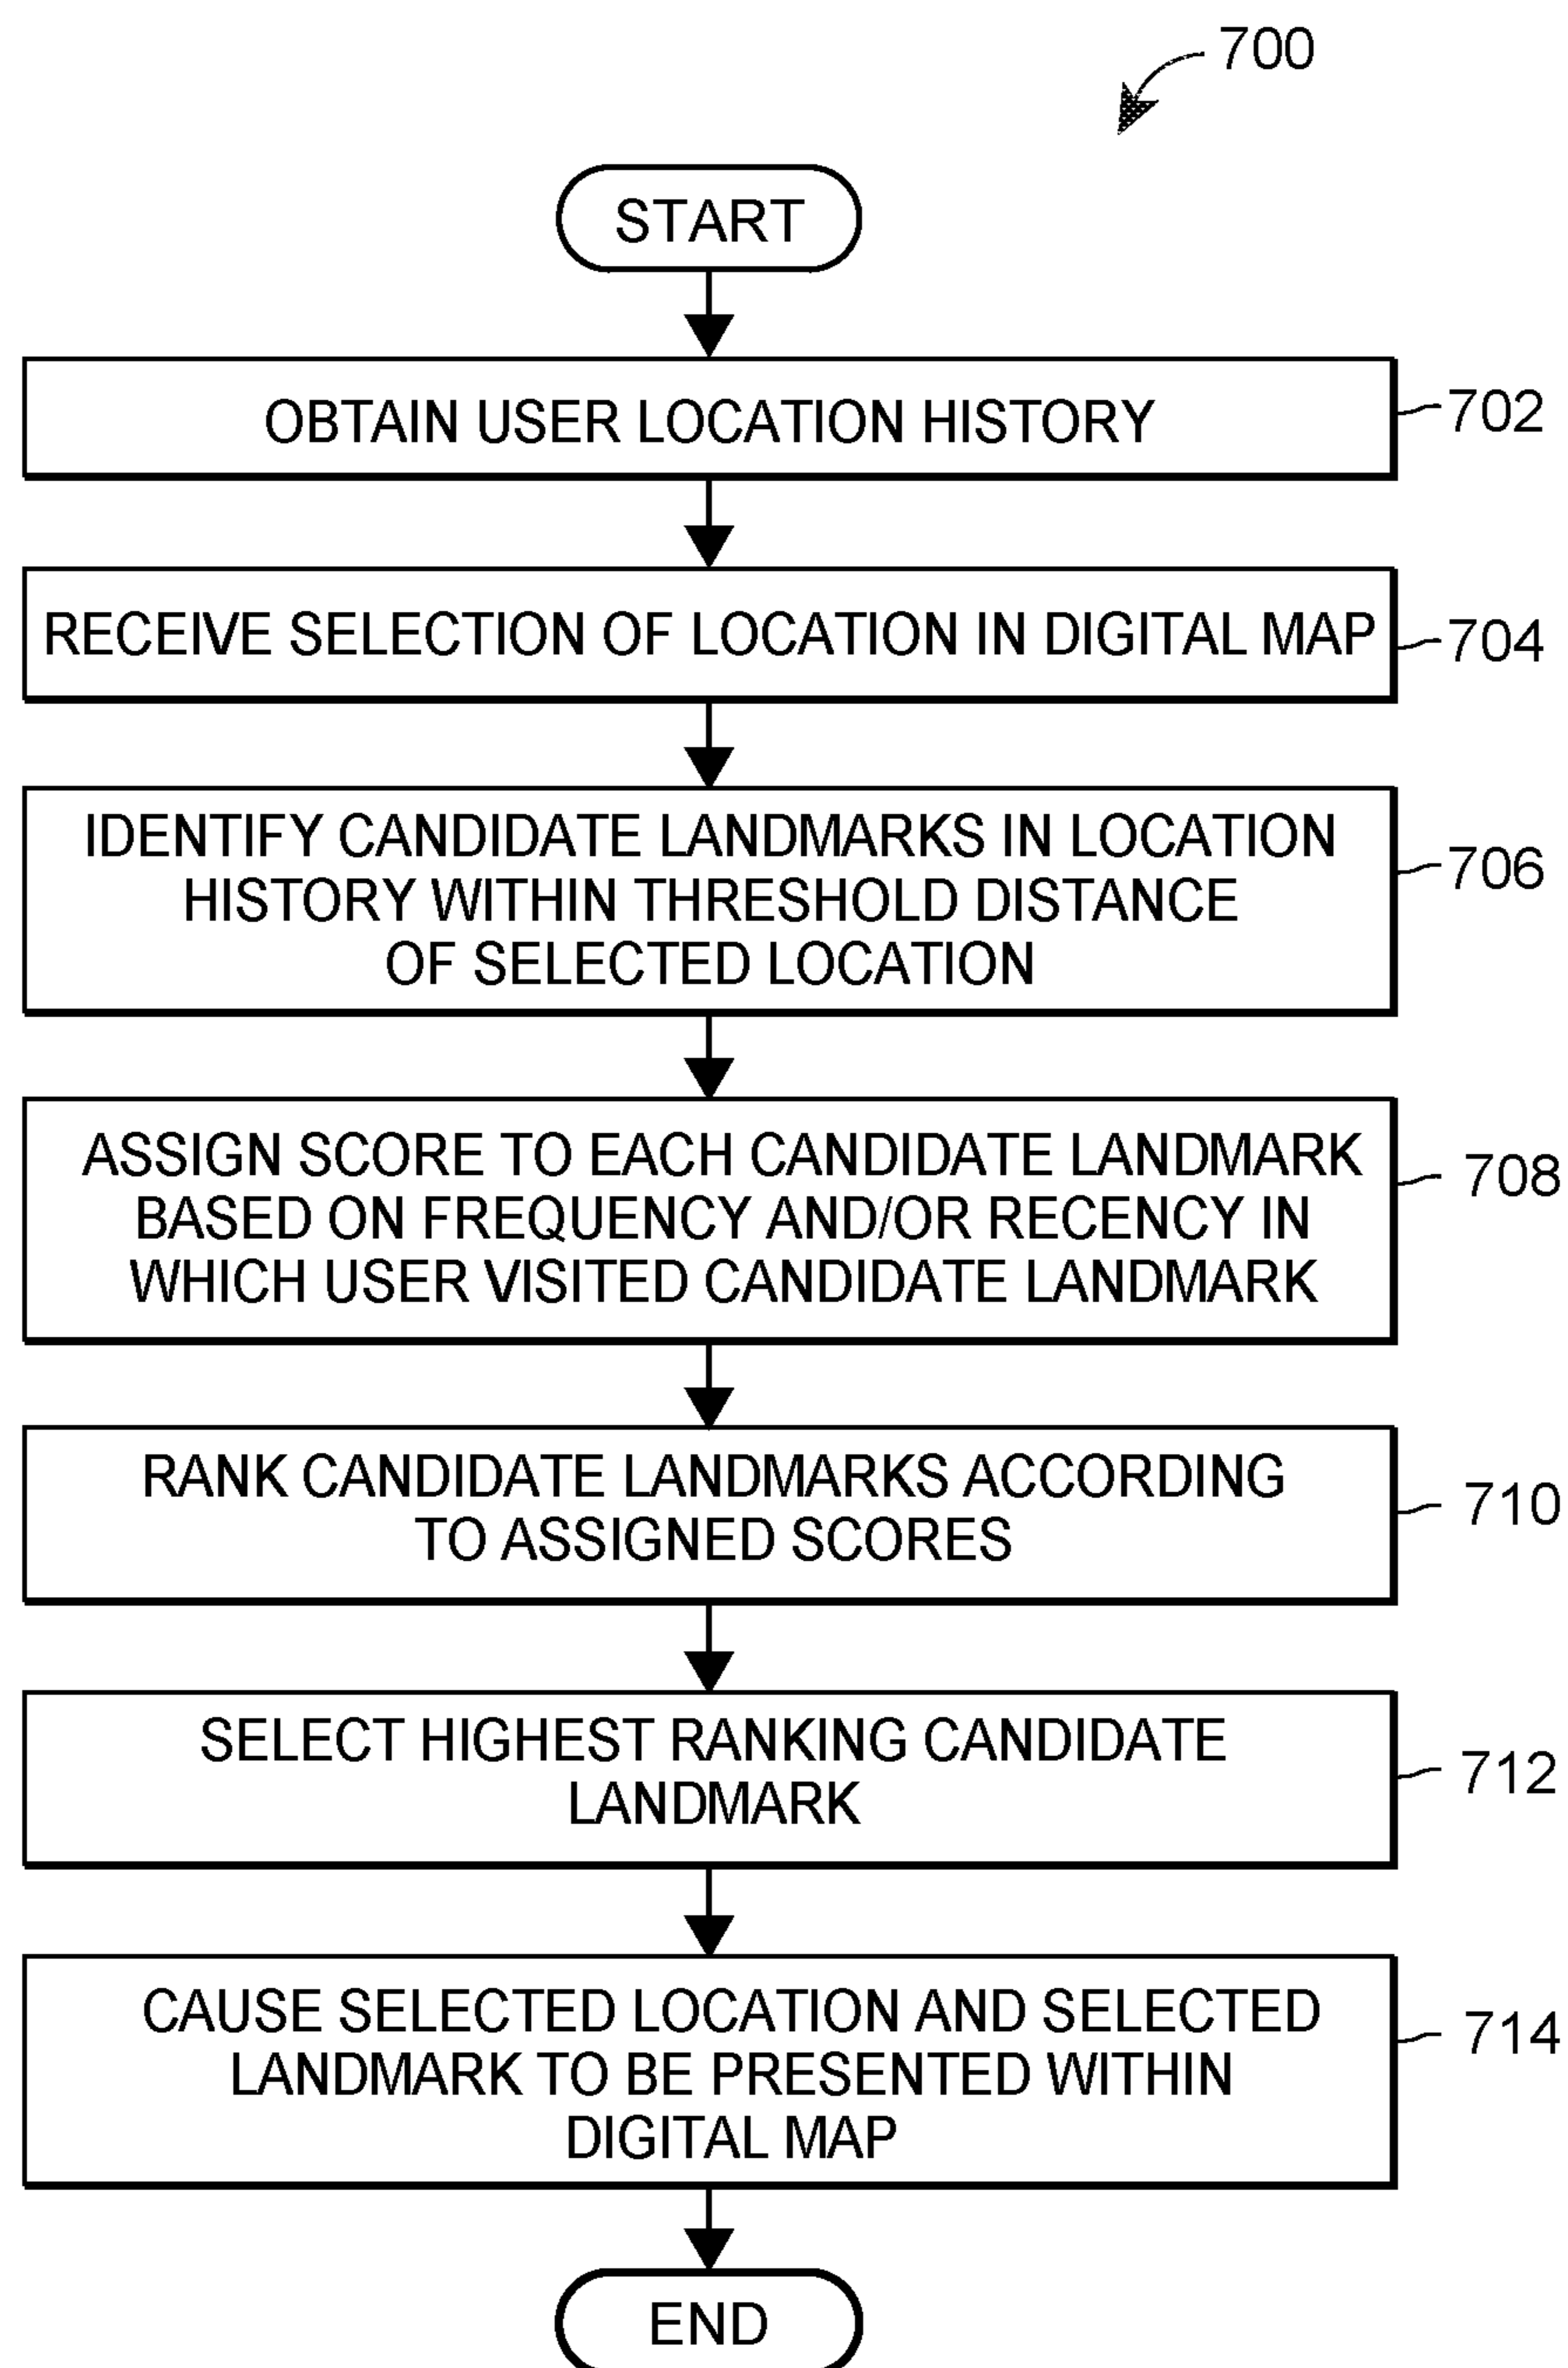 700
START
OBTAIN USER LOCATION HISTORY
702
RECEIVE SELECTION OF LOCATION IN DIGITAL MAP
704
IDENTIFY CANDIDATE LANDMARKS IN LOCATION
HISTORY WITHIN THRESHOLD DISTANCE
OF SELECTED LOCATION
706
ASSIGN SCORE TO EACH CANDIDATE LANDMARK
BASED ON FREQUENCY AND/OR RECENCY IN
WHICH USER VISITED CANDIDATE LANDMARK
708
RANK CANDIDATE LANDMARKS ACCORDING
TO ASSIGNED SCORES
710
SELECT HIGHEST RANKING CANDIDATE
LANDMARK
712
CAUSE SELECTED LOCATION AND SELECTED
LANDMARK TO BE PRESENTED WITHIN
DIGITAL MAP
714
END